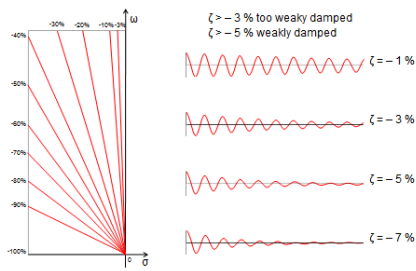 ω
-30% -20% -10% -3%
-40%
-50%
-60%
-70%
-80%
-90%
-100%
0
σ
ζ > – 3 % too weaky damped
ζ > – 5 % weakly damped
ζ = – 1 %
ζ = – 3 %
ζ = – 5 %
ζ = – 7 %